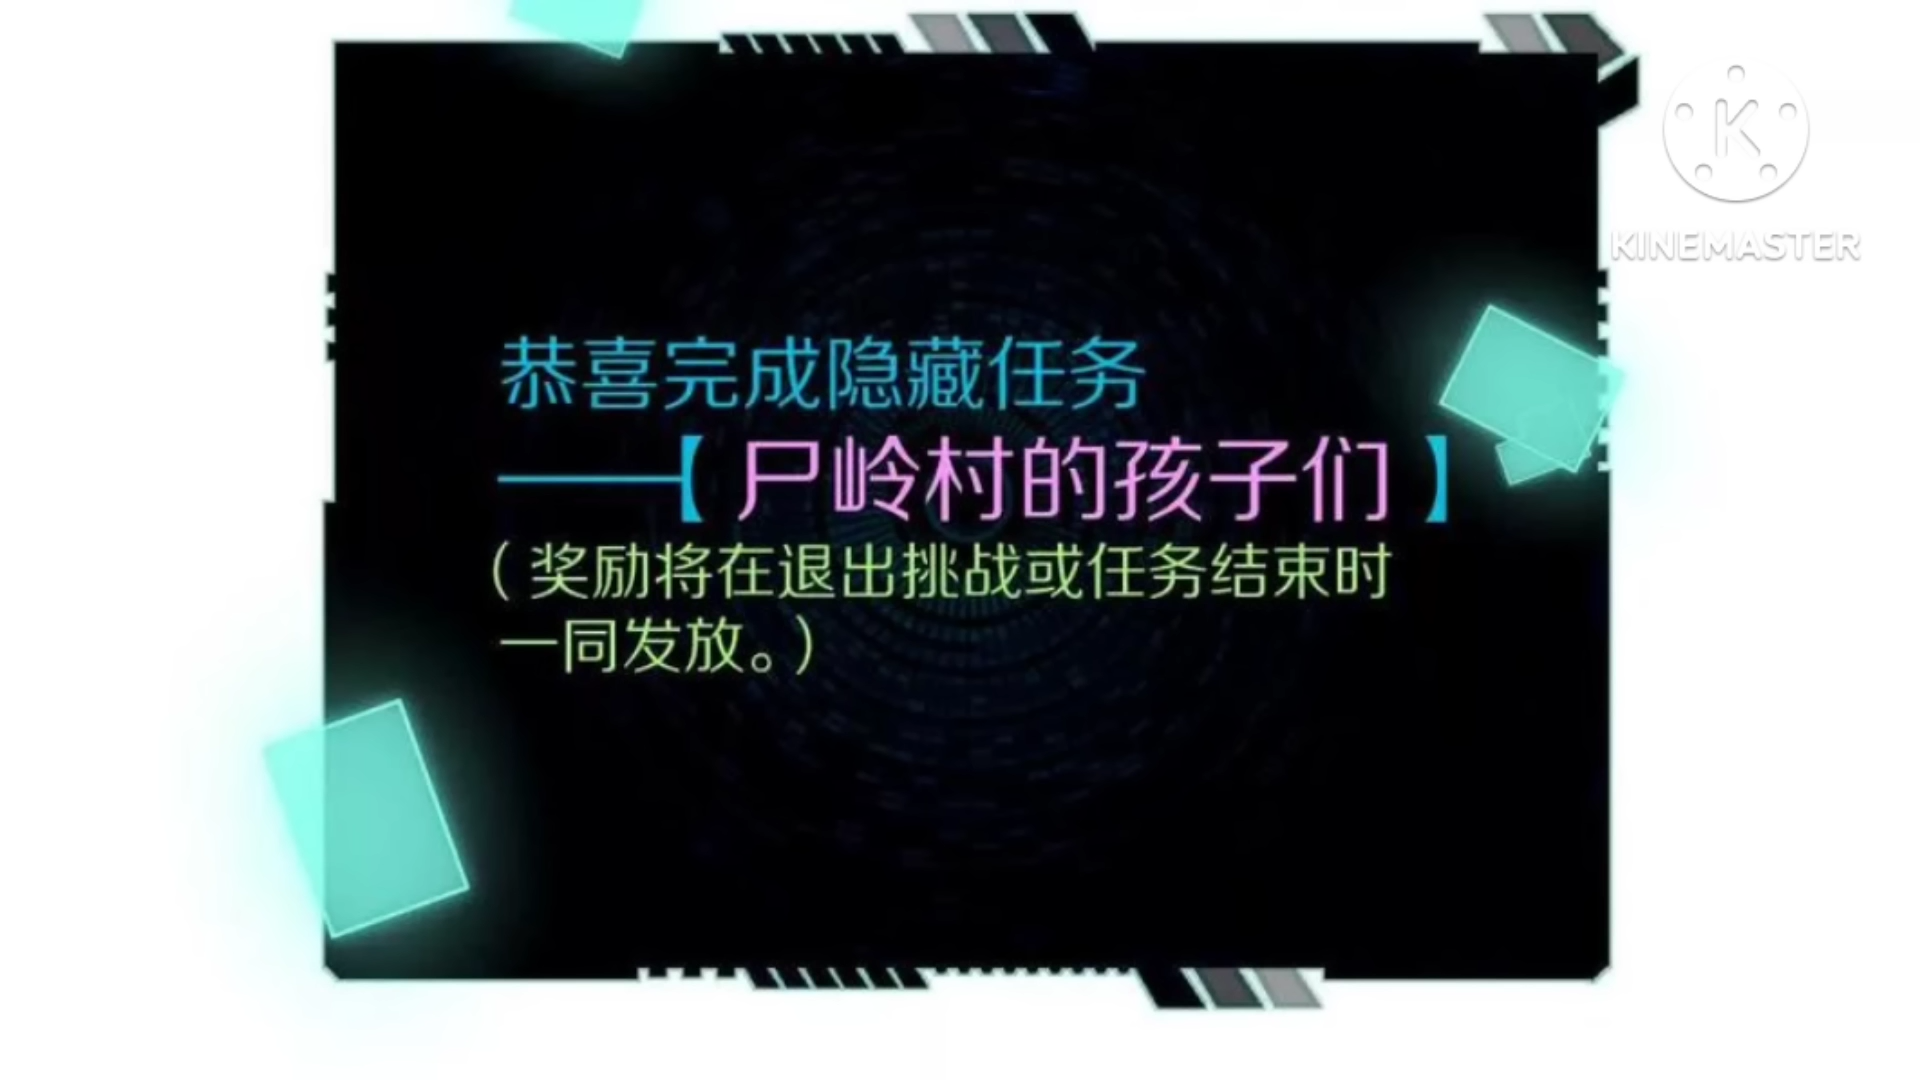 恭喜完成隐藏任务
——【尸岭村的孩子们】
（奖励将在退出挑战或任务结束时
一同发放。）
K
KINEMASTER